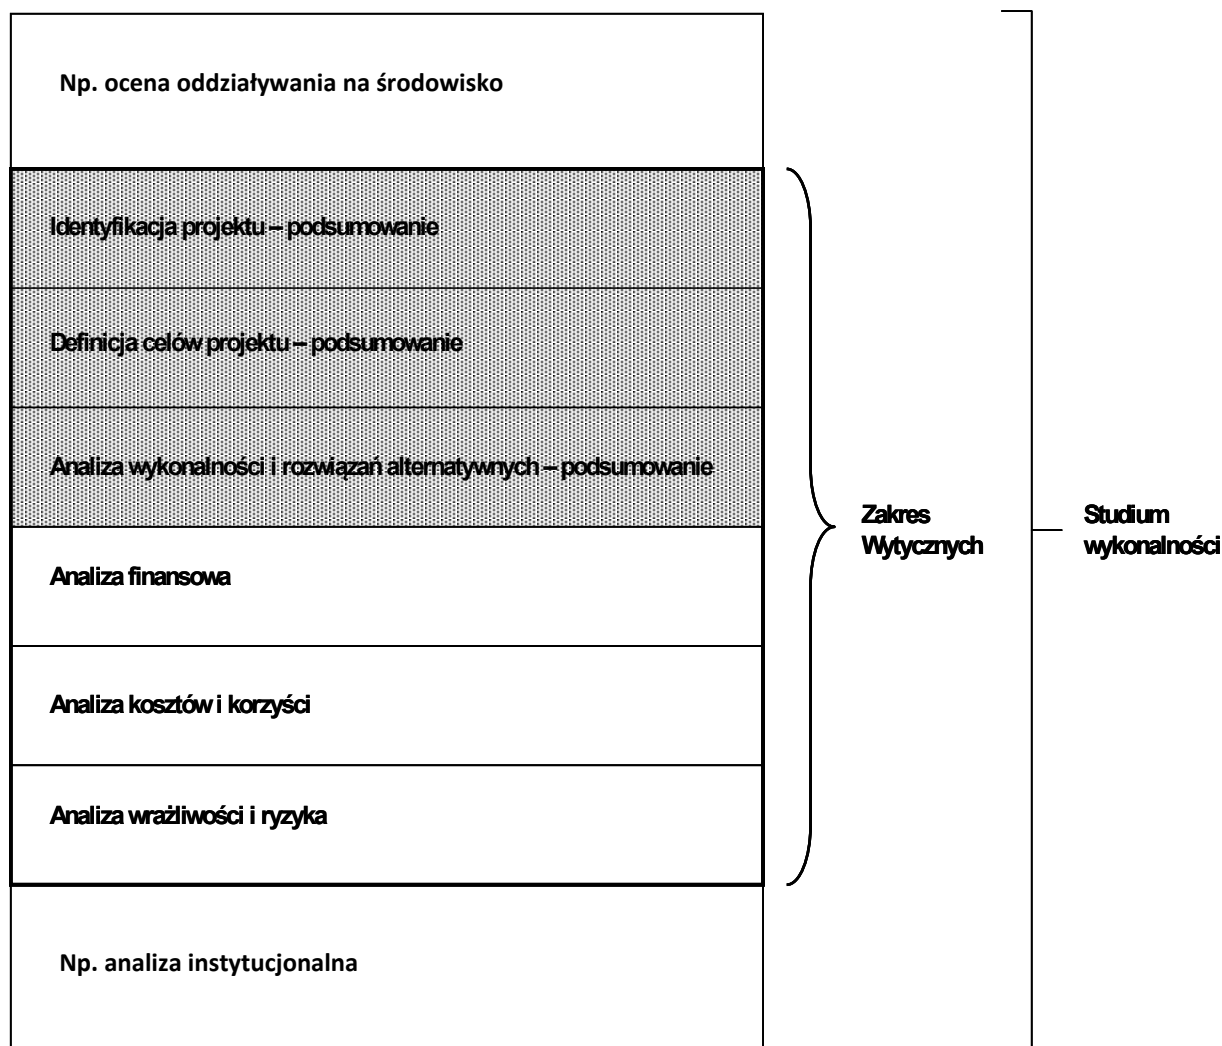 Np. ocena oddziaływania na środowisko
Identyfikacja projektu – podsumowanie
Definicja celów projektu – podsumowanie
Analiza wykonalności i rozwiązań alternatywnych – podsumowanie
Zakres
Wytycznych
Studium
wykonalności
Analiza finansowa
Analiza kosztów i korzyści
Analiza wrażliwości i ryzyka
Np. analiza instytucjonalna